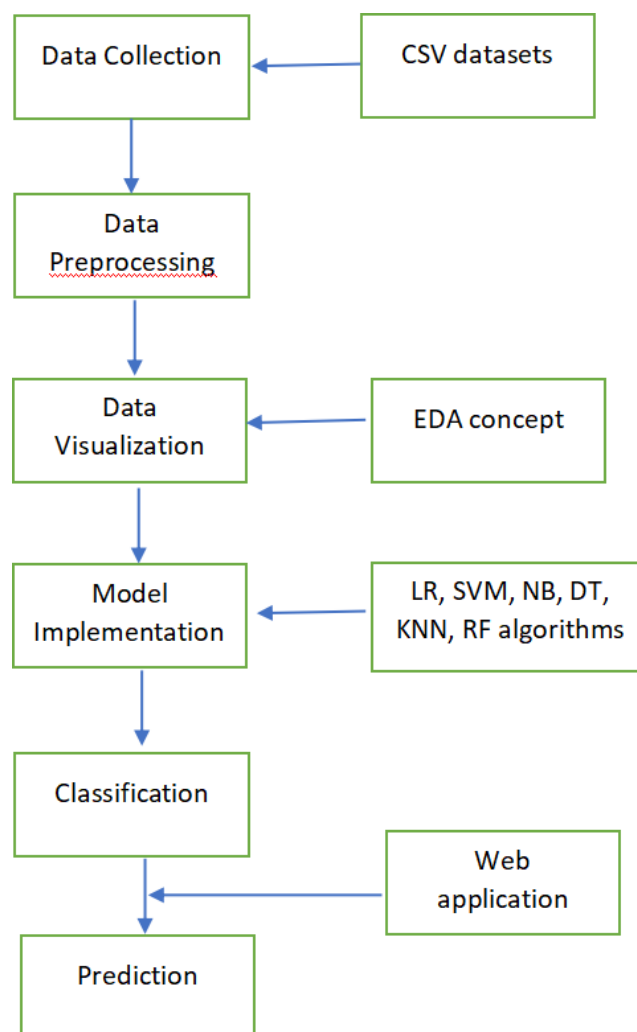 Data Collection
CSV datasets
Data
Preprocessing
Data
Visualization
EDA concept
Model
Implementation
LR, SVM, NB, DT,
KNN, RF algorithms
Classification
Web
application
Prediction